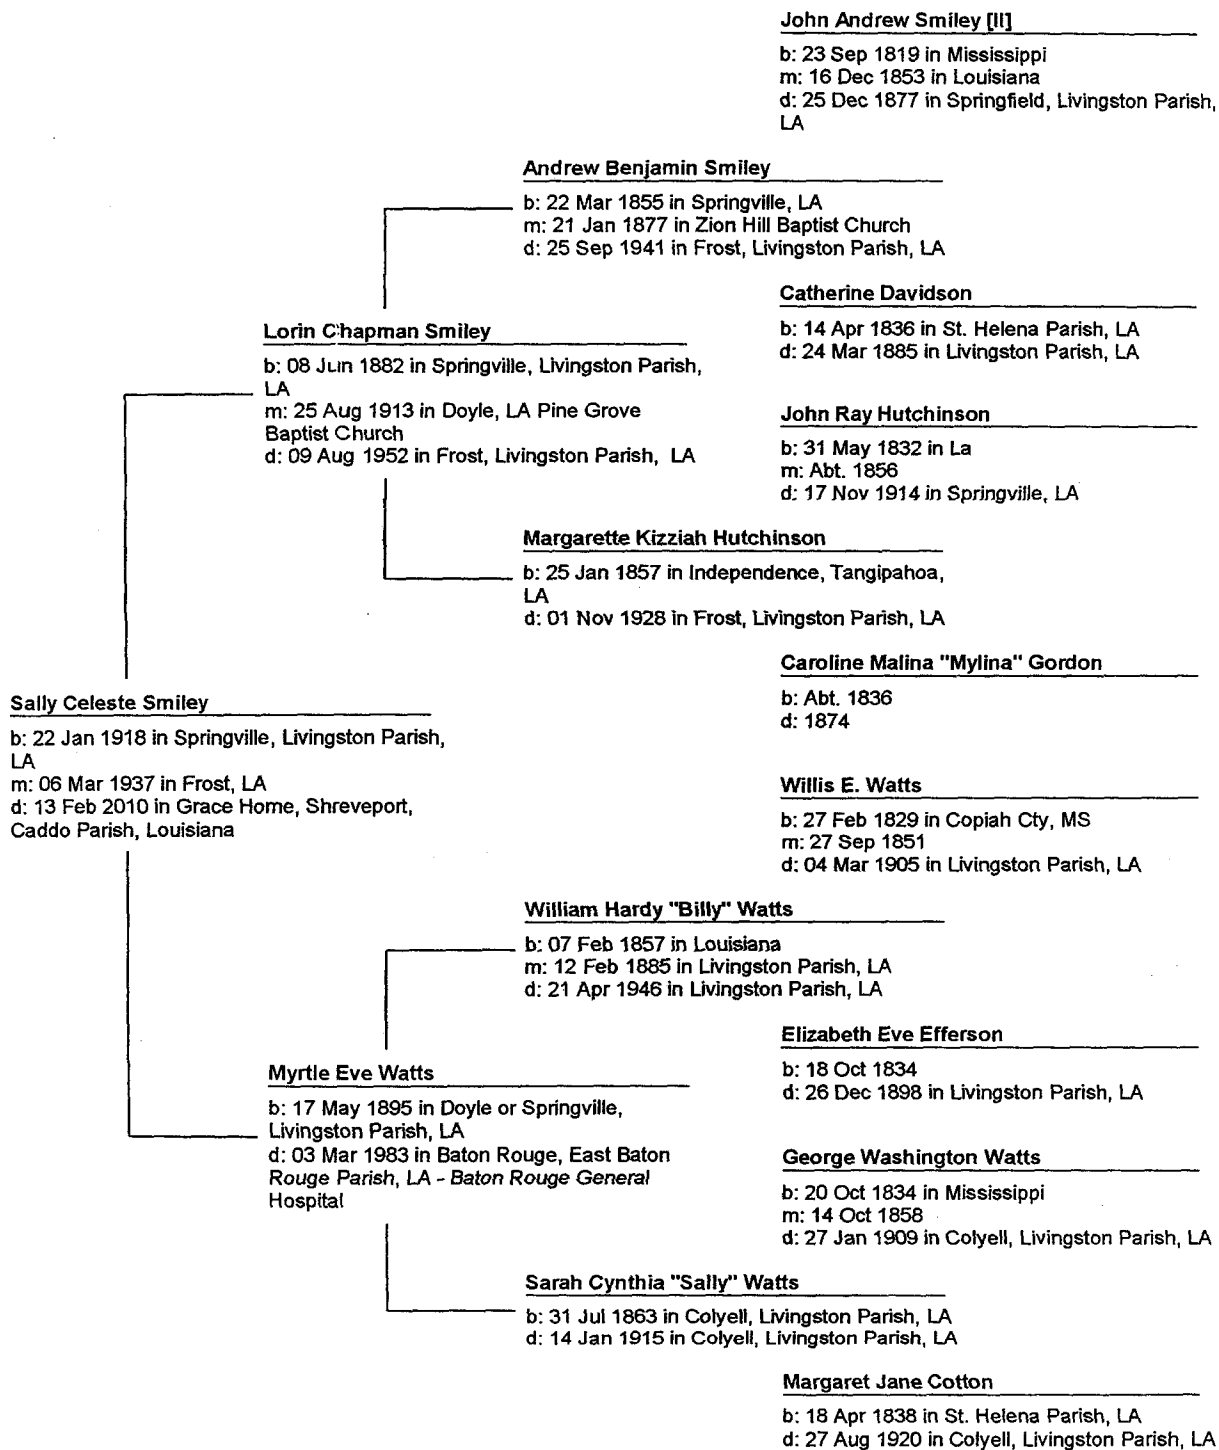 John Andrew Smiley [II]
b: 23 Sep 1819 in Mississippi
m: 16 Dec 1853 in Louisiana
d: 25 Dec 1877 in Springfield, Livingston Parish,
LA
Andrew Benjamin Smiley
b: 22 Mar 1855 in Springville, LA
m: 21 Jan 1877 in Zion Hill Baptist Church
d: 25 Sep 1941 in Frost, Livingston Parish, LA
Catherine Davidson
b: 14 Apr 1836 in St. Helena Parish, LA
d: 24 Mar 1885 in Livingston Parish, LA
Lorin Chapman Smiley
b: 08 Jun 1882 in Springville, Livingston Parish,
LA
m: 25 Aug 1913 in Doyle, LA Pine Grove
Baptist Church
d: 09 Aug 1952 in Frost, Livingston Parish, LA
John Ray Hutchinson
b: 31 May 1832 in La
m: Abt. 1856
d: 17 Nov 1914 in Springville, LA
Margarette Kizziah Hutchinson
b: 25 Jan 1857 in Independence, Tangipahoa,
LA
d: 01 Nov 1928 in Frost, Livingston Parish, LA
Caroline Malina "Mylina" Gordon
b: Abt. 1836
d: 1874
Sally Celeste Smiley
b: 22 Jan 1918 in Springville, Livingston Parish,
LA
m: 06 Mar 1937 in Frost, LA
d: 13 Feb 2010 in Grace Home, Shreveport,
Caddo Parish, Louisiana
Willis E. Watts
b: 27 Feb 1829 in Copiah Cty, MS
m: 27 Sep 1851
d: 04 Mar 1905 in Livingston Parish, LA
William Hardy "Billy" Watts
b: 07 Feb 1857 in Louisiana
m: 12 Feb 1885 in Livingston Parish, LA
d: 21 Apr 1946 in Livingston Parish, LA
Elizabeth Eve Efferson
b: 18 Oct 1834
d: 26 Dec 1898 in Livingston Parish, LA
Myrtle Eve Watts
b: 17 May 1895 in Doyle or Springville,
Livingston Parish, LA
d: 03 Mar 1983 in Baton Rouge, East Baton
Rouge Parish, LA - Baton Rouge General
Hospital
George Washington Watts
b: 20 Oct 1834 in Mississippi
m: 14 Oct 1858
d: 27 Jan 1909 in Colyell, Livingston Parish, LA
Sarah Cynthia "Sally" Watts
b: 31 Jul 1863 in Colyell, Livingston Parish, LA
d: 14 Jan 1915 in Colyell, Livingston Parish, LA
Margaret Jane Cotton
b: 18 Apr 1838 in St. Helena Parish, LA
d: 27 Aug 1920 in Colyell, Livingston Parish, LA